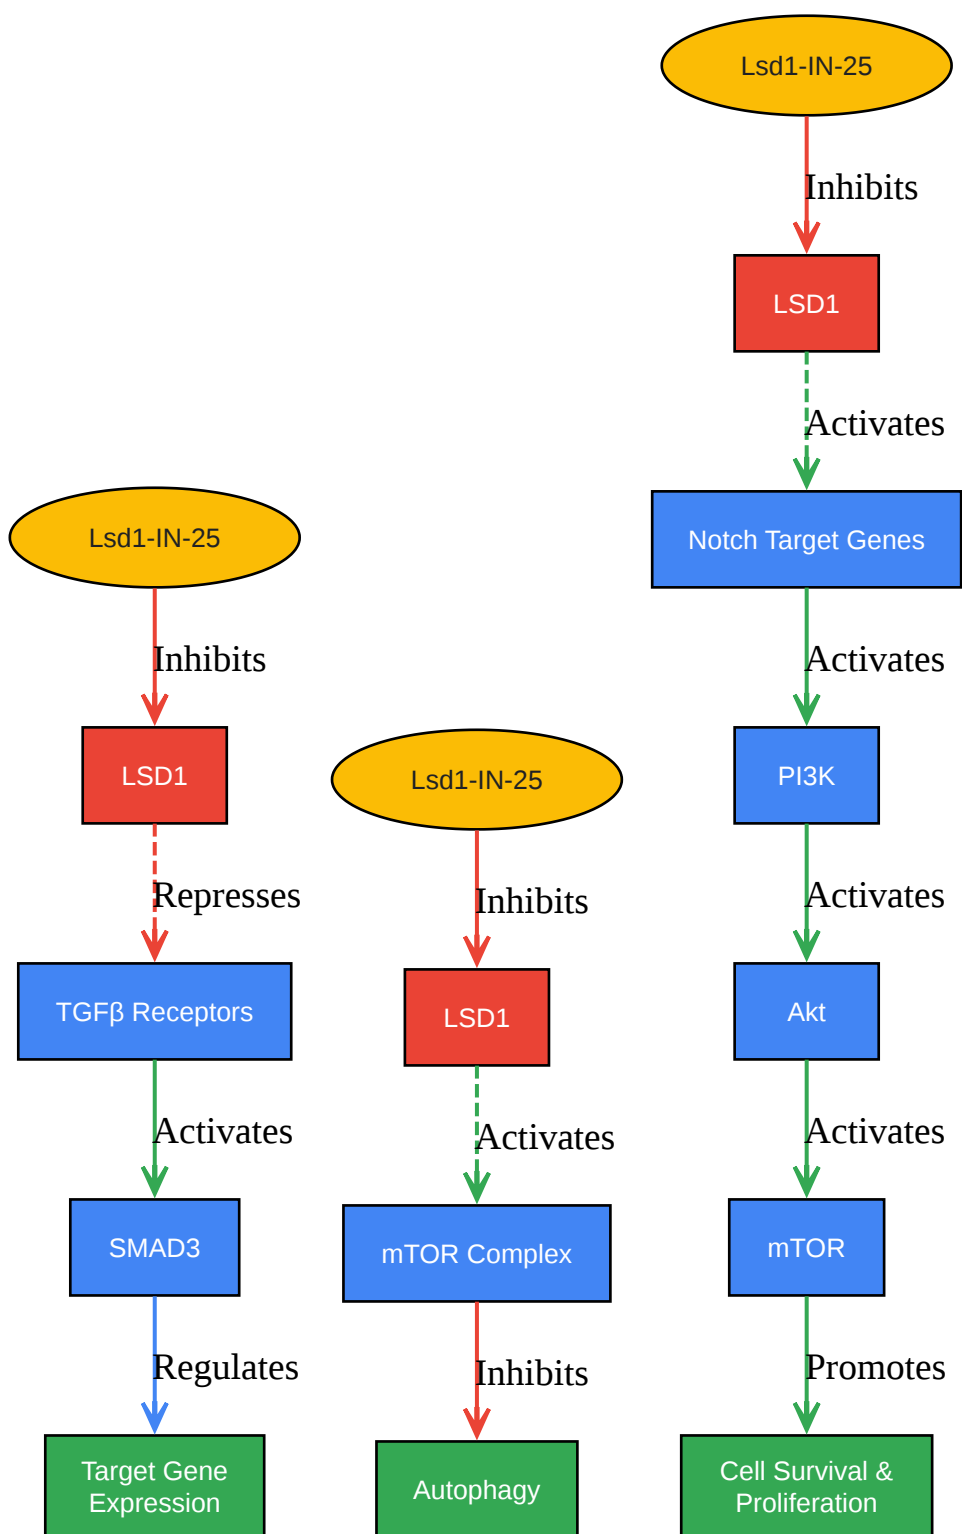 Lsd1-IN-25
Inhibits
LSD1
Represses
TGFβ Receptors
Activates
SMAD3
Regulates
Target Gene
Expression
Lsd1-IN-25
Inhibits
LSD1
Activates
mTOR Complex
Inhibits
Autophagy
Lsd1-IN-25
Inhibits
LSD1
Activates
Notch Target Genes
Activates
PI3K
Activates
Akt
Activates
mTOR
Promotes
Cell Survival &
Proliferation